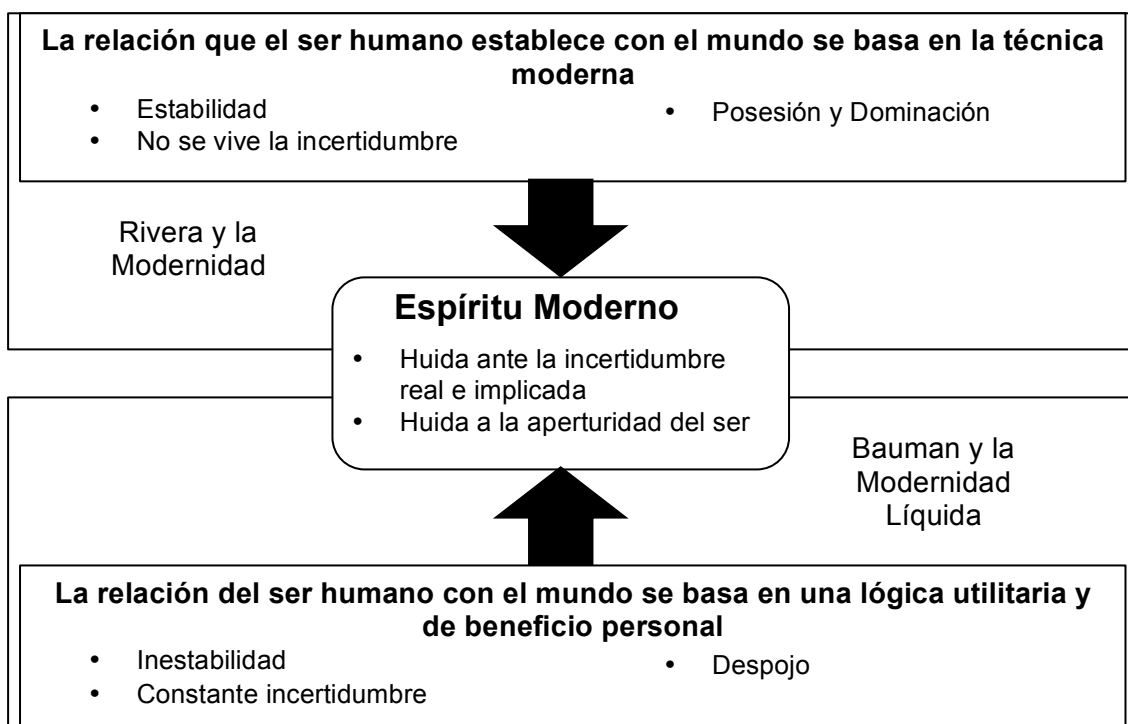 La relación que el ser humano establece con el mundo se basa en la técnica
moderna
• Estabilidad
• No se vive la incertidumbre
• Posesión y Dominación
Rivera y la
Modernidad
Espíritu Moderno
• Huida ante la incertidumbre
real e implicada
• Huida a la aperturidad del ser
Bauman y la
Modernidad
Líquida
La relación del ser humano con el mundo se basa en una lógica utilitaria y
de beneficio personal
• Inestabilidad
• Constante incertidumbre
• Despojo